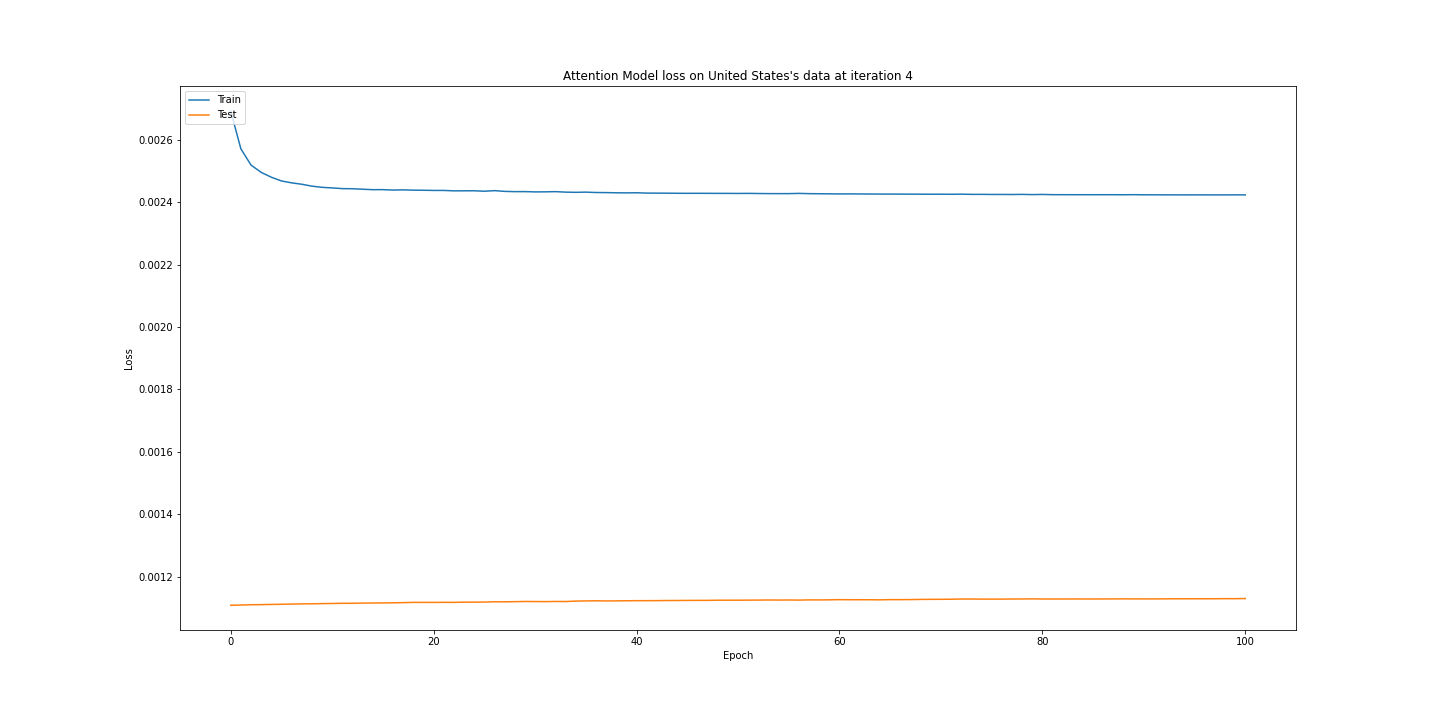 Attention Model loss on United States's data at iteration 4
Train
Test
0.0026
0.0024
0.0022
0.0020
0.0018
0.0016
0.0014
0.0012
Loss
0 20 40 60 80 100
Epoch